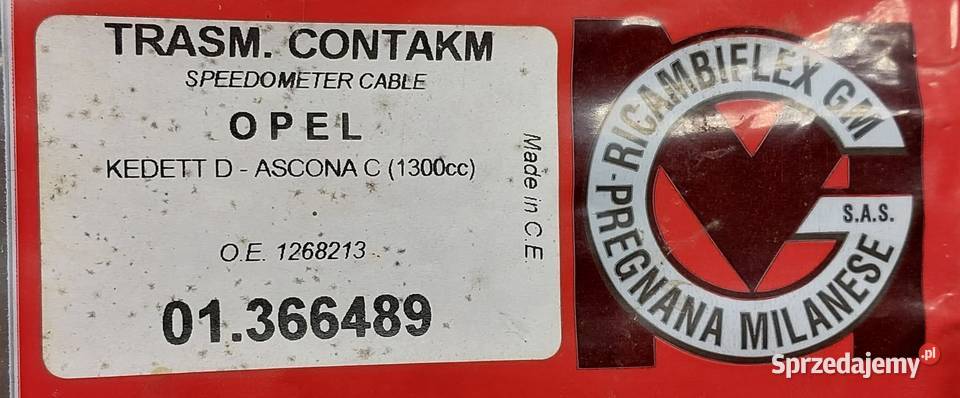 TRASM. CONTAKM
SPEEDOMETER CABLE
OPEL
KEDETT D - ASCONA C (1300cc)
O.E. 1268213
01.366489
Made in C.E.
RICAMBIFLEX GM
S.A.S.
-PREGNANA MILANESE
Sprzedajemy.pl